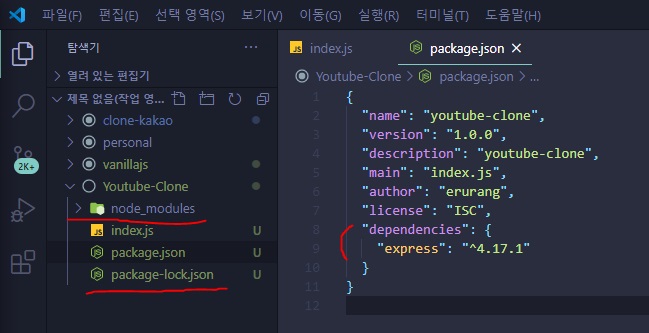 파일(F) 편집(E) 선택 영역(S) 보기(V) 이동(G) 실행(R) 터미널(T) 도움말(H)
탐색기
열려 있는 편집기
제목 없음(작업 영...
clone-kakao
personal
vanillajs
Youtube-Clone
node_modules
index.js U
package.json U
package-lock.json U
2K+
JS index.js
package.json ×
Youtube-Clone > package.json > ...
1 {
2 "name": "youtube-clone",
3 "version": "1.0.0",
4 "description": "youtube-clone",
5 "main": "index.js",
6 "author": "erurang",
7 "license": "ISC",
8 "dependencies": {
9 "express": "^4.17.1"
10 }
11 }
12